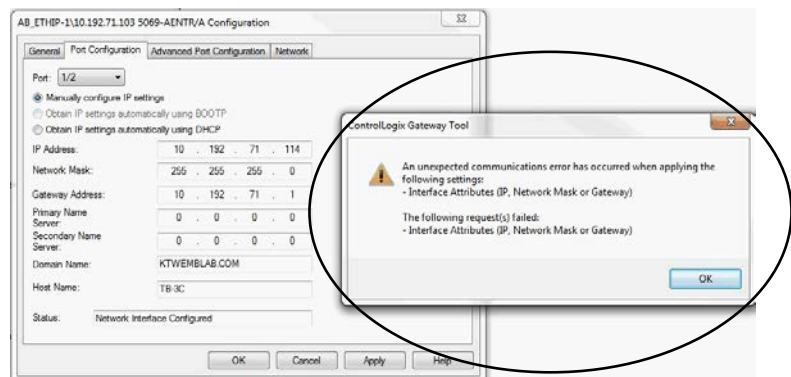 AB_ETHIP-1\10.192.71.103 5069-AENTR/A Configuration
General Port Configuration Advanced Port Configuration Network
Port: 1/2
Manually configure IP settings
Obtain IP settings automatically using BOOTP
Obtain IP settings automatically using DHCP
IP Address: 10 . 192 . 71 . 114
Network Mask: 255 . 255 . 255 . 0
Gateway Address: 10 . 192 . 71 . 1
Primary Name
Server: 0 . 0 . 0 . 0
Secondary Name
Server: 0 . 0 . 0 . 0
Domain Name: KTWEMBLAB.COM
Host Name: TB-3C
Status: Network Interface Configured
OK Cancel Apply Help
ControlLogix Gateway Tool
An unexpected communications error has occurred when applying the
following settings:
- Interface Attributes (IP, Network Mask or Gateway)
The following request(s) failed:
- Interface Attributes (IP, Network Mask or Gateway)
OK